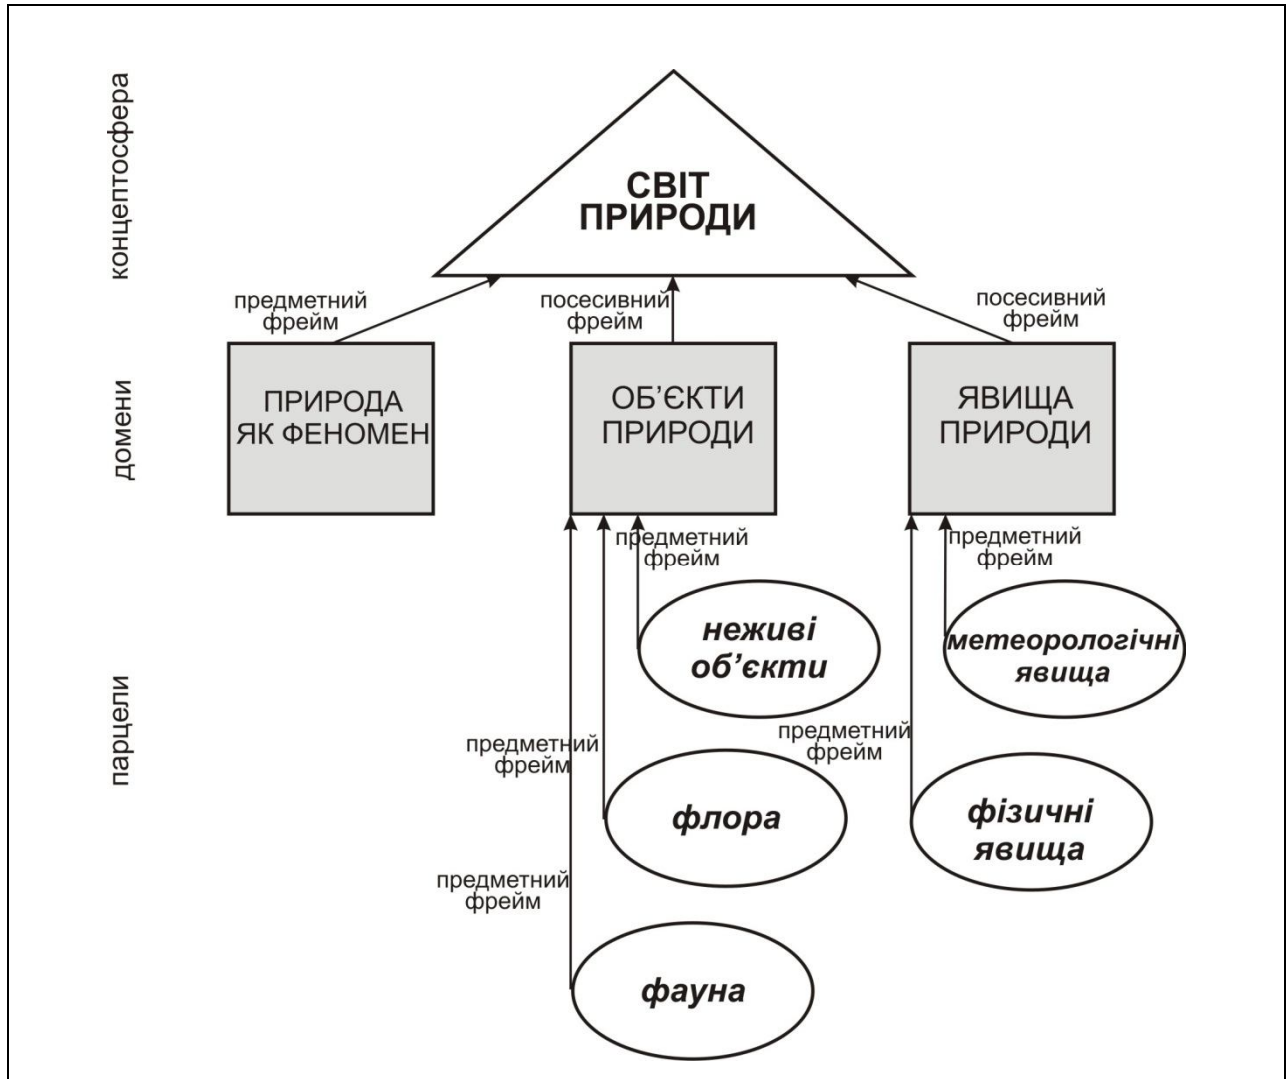 концептосфера
СВІТ
ПРИРОДИ
предметний
фрейм
посесивний
фрейм
посесивний
фрейм
домени
ПРИРОДА
ЯК ФЕНОМЕН
ОБ’ЄКТИ
ПРИРОДИ
ЯВИЩА
ПРИРОДИ
предметний
фрейм
предметний
фрейм
парцели
неживі
об’єкти
метеорологічні
явища
предметний
фрейм
предметний
фрейм
флора
фізичні
явища
предметний
фрейм
фауна